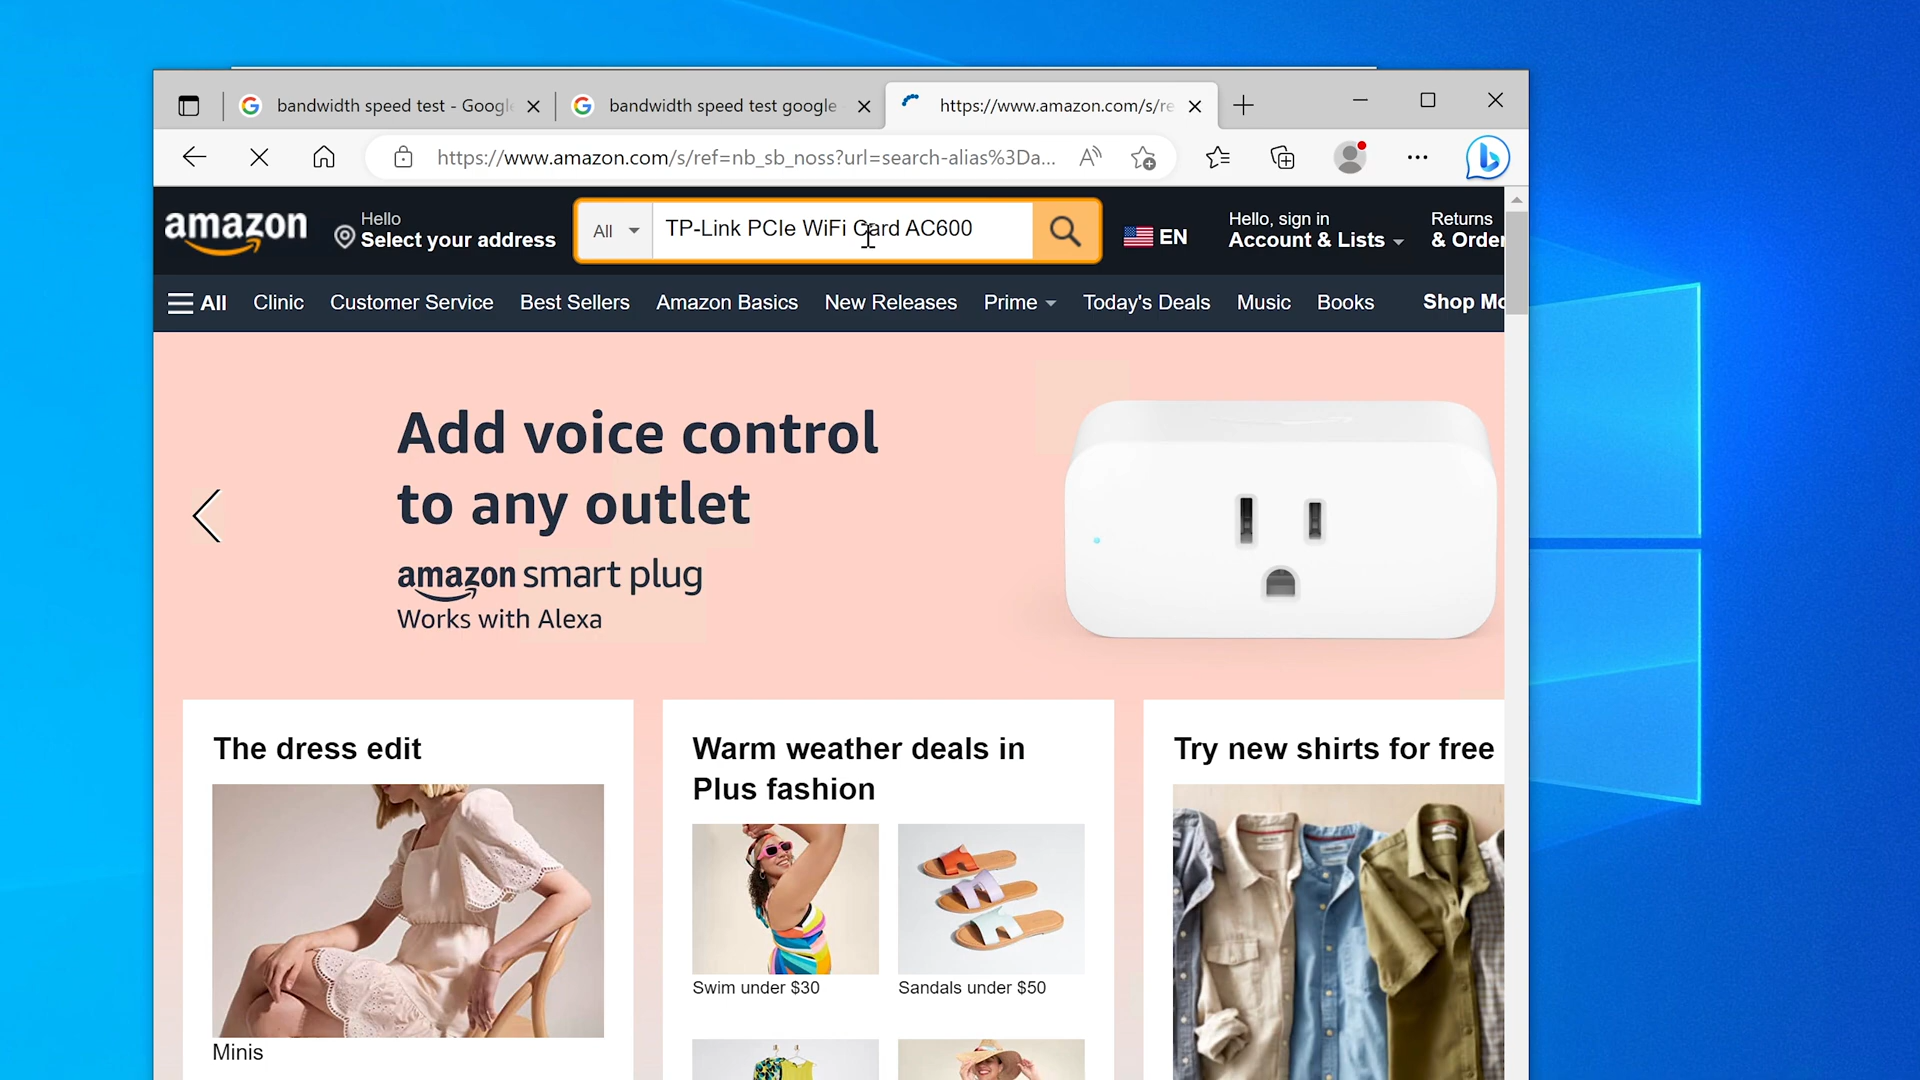 bandwidth speed test - Googl
bandwidth speed test google
https://www.amazon.com/s/re
https://www.amazon.com/s/ref=nb_sb_noss?url=search-alias%3Da...
amazon
Hello
Select your address
All
TP-Link PCIe WiFi Card AC600
EN
Hello, sign in
Account & Lists
Returns
& Order
All
Clinic
Customer Service
Best Sellers
Amazon Basics
New Releases
Prime
Today's Deals
Music
Books
Shop Mo
Add voice control
to any outlet
amazon smart plug
Works with Alexa
The dress edit
Warm weather deals in
Plus fashion
Try new shirts for free
Swim under $30
Sandals under $50
Minis